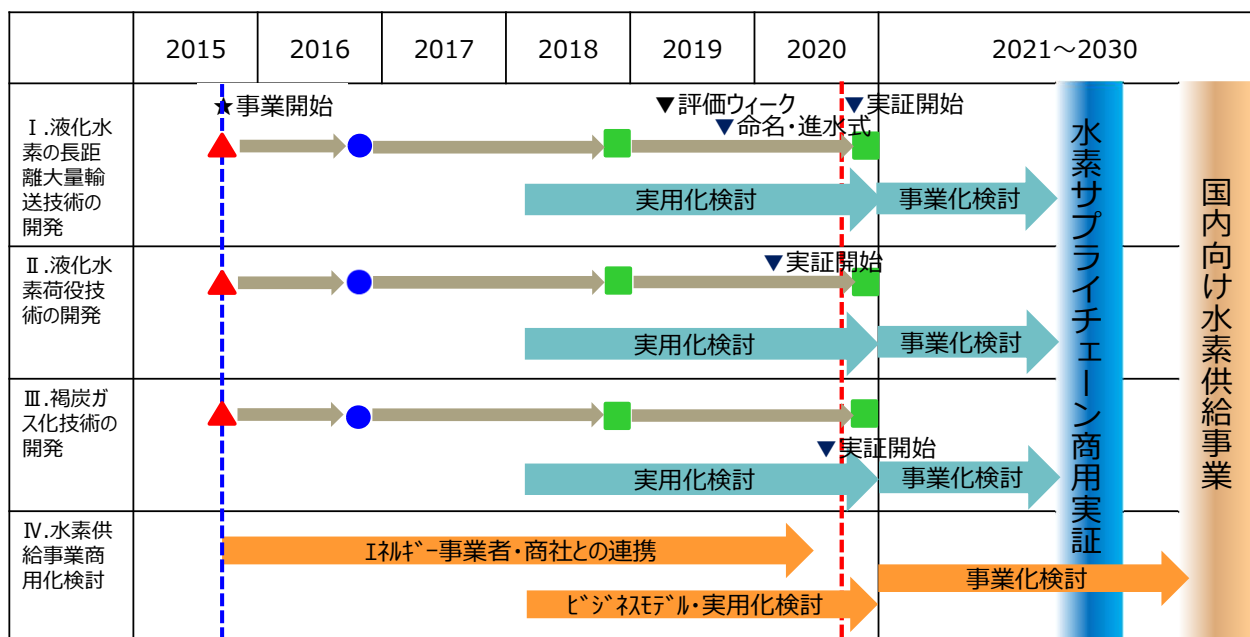 2015 2016 2017 2018 2019 2020 2021～2030
Ⅰ.液化水
素の長距
離大量輸
送技術の
開発
★事業開始
▼評価ウィーク
▼実証開始
▼命名・進水式
実用化検討
事業化検討
Ⅱ.液化水
素荷役技
術の開発
▼実証開始
実用化検討
事業化検討
Ⅲ.褐炭ガ
ス化技術の
開発
▼実証開始
実用化検討
事業化検討
Ⅳ.水素供
給事業商
用化検討
ｴﾈﾙｷﾞｰ事業者・商社との連携
ﾋﾞｼﾞﾈｽﾓﾃﾞﾙ・実用化検討
事業化検討
水素サプライチェーン商用実証
国内向け水素供給事業